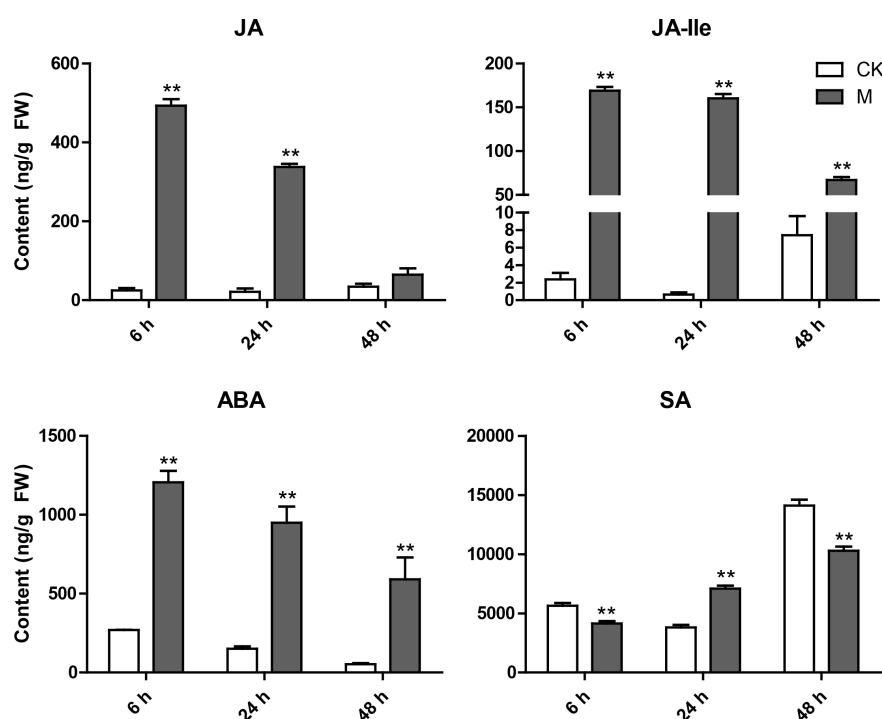 JA
Content (ng/g FW)
600
400
200
0
**
**
6 h
24 h
48 h
JA-Ile
200
150
100
50
10
8
6
4
2
0
**
**
**
6 h
24 h
48 h
CK
M
ABA
Content (ng/g FW)
1500
1000
500
0
**
**
**
6 h
24 h
48 h
SA
20000
15000
10000
5000
0
**
**
**
6 h
24 h
48 h